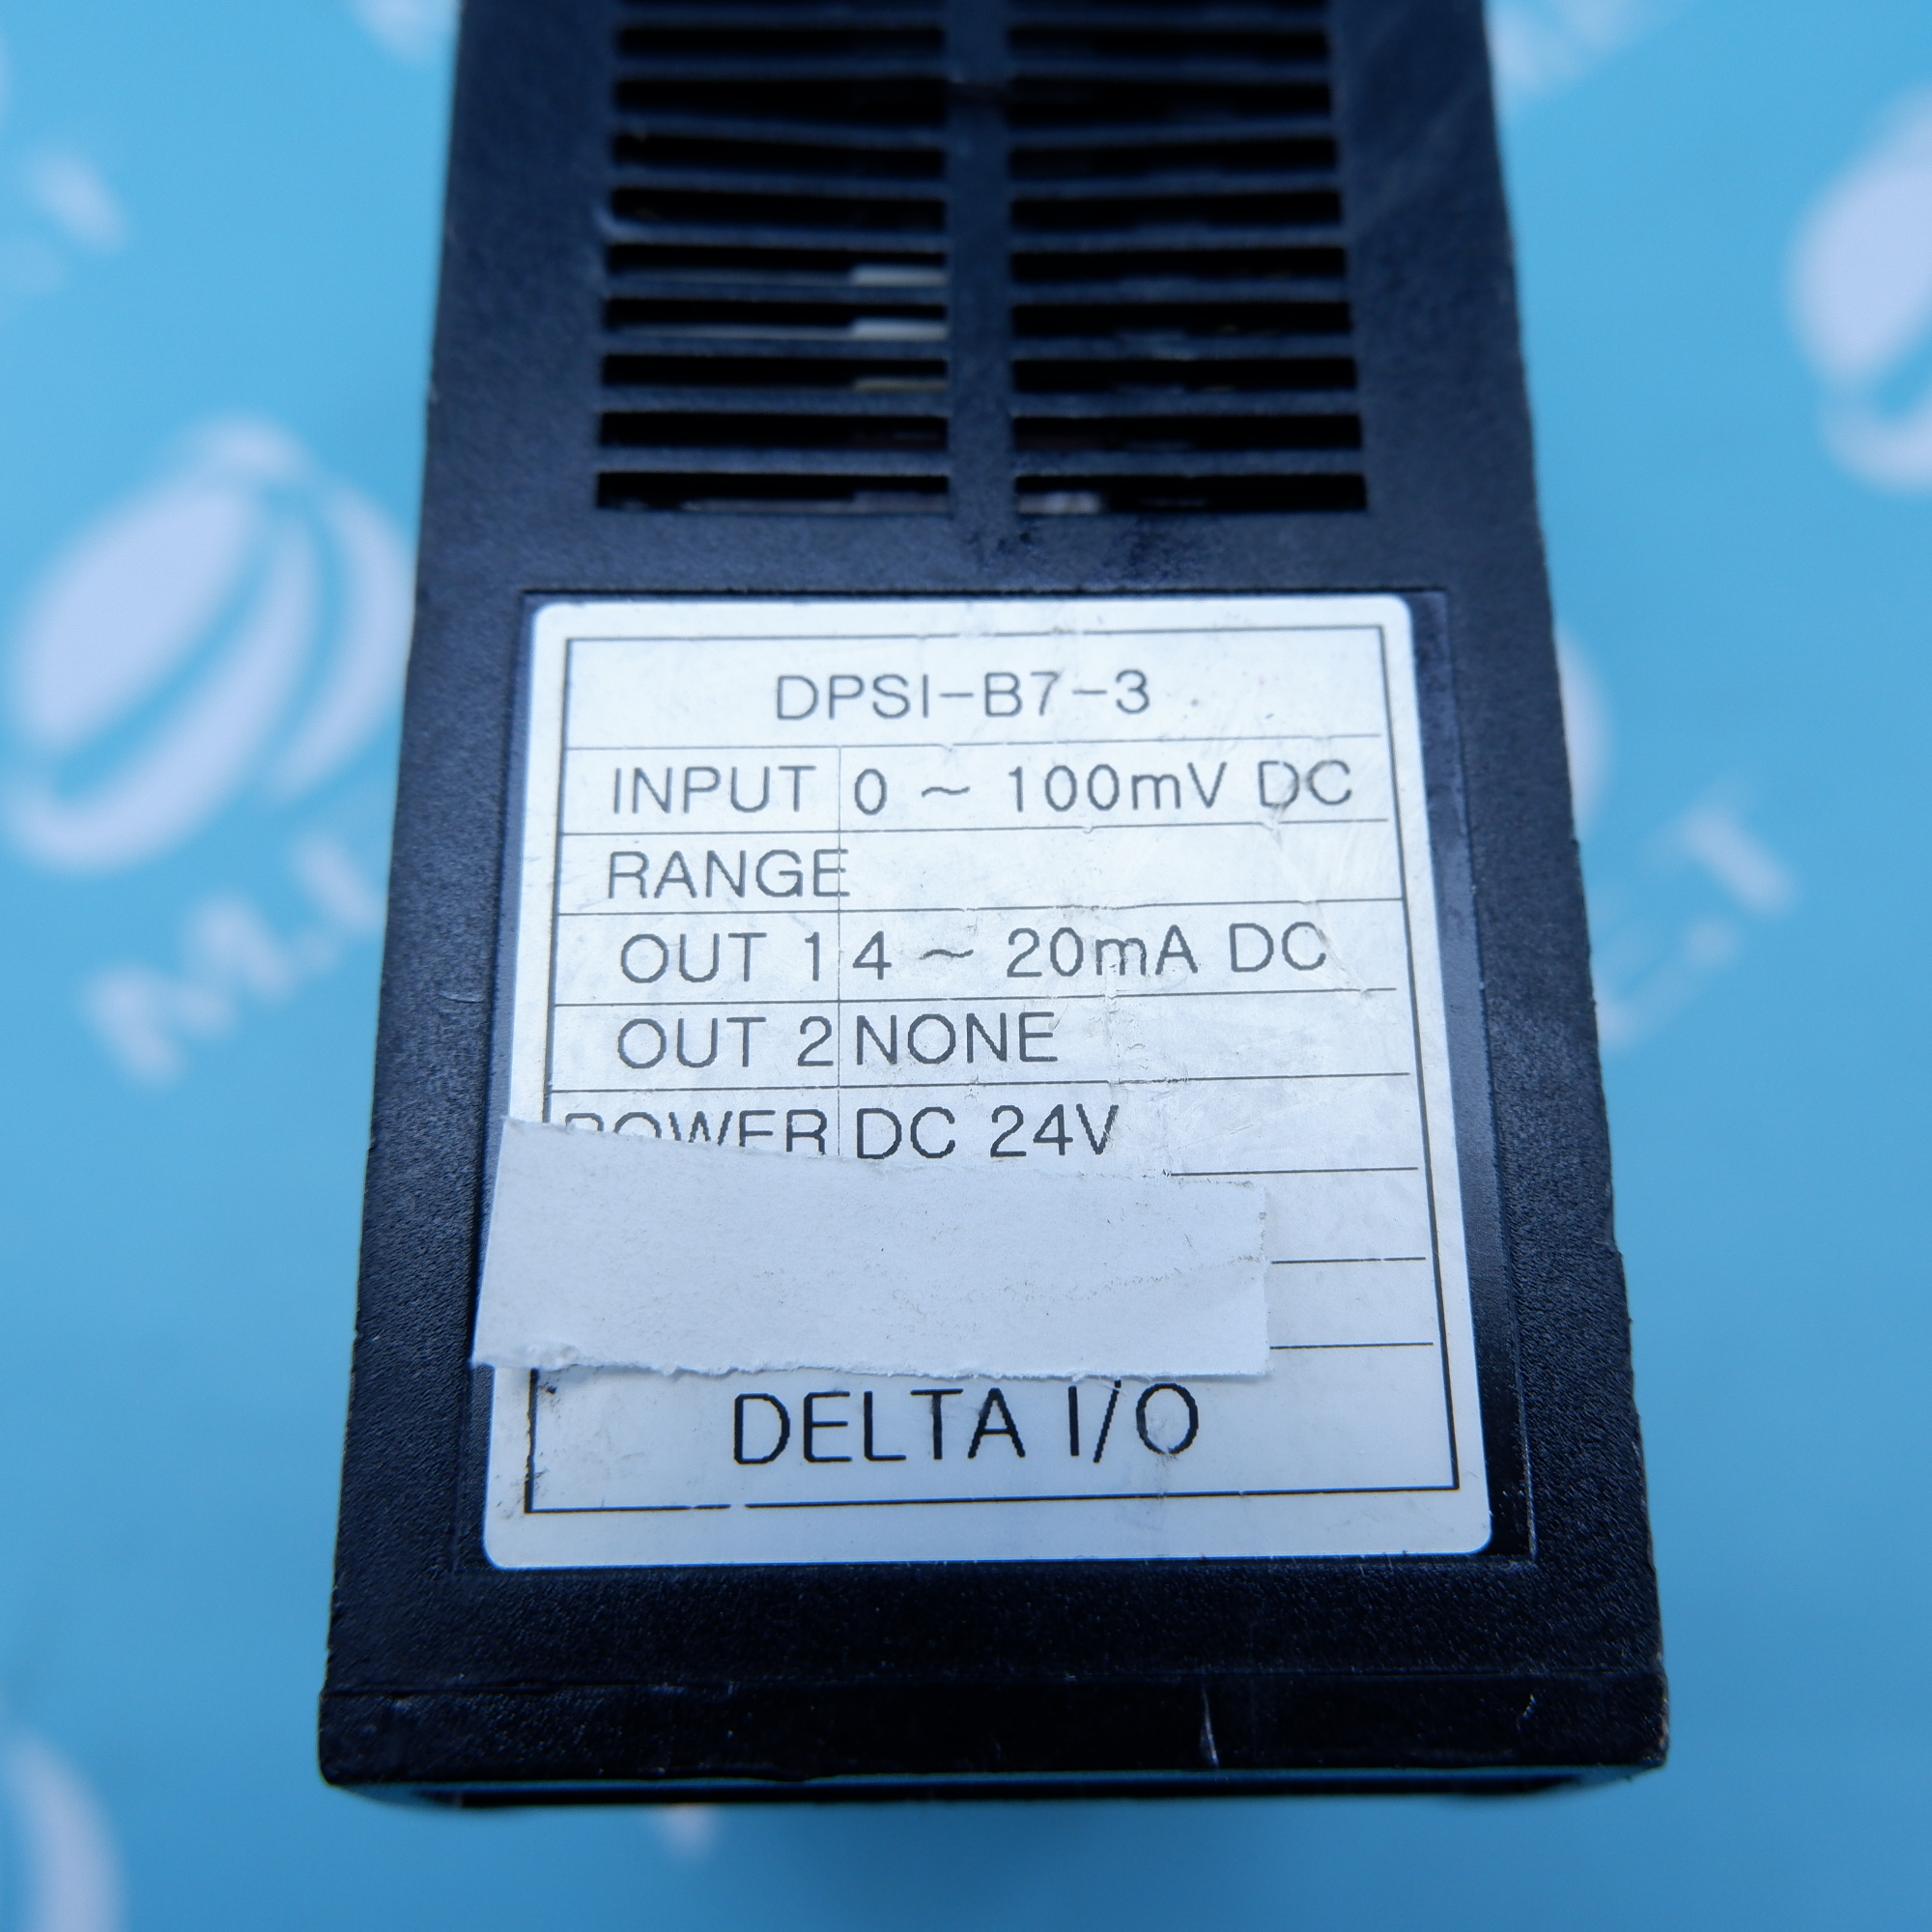 DPSI-B7-3
INPUT 0 ~ 100mV DC
RANGE
OUT 1 4 ~ 20mA DC
OUT 2 NONE
POWER DC 24V
DELTA I/O